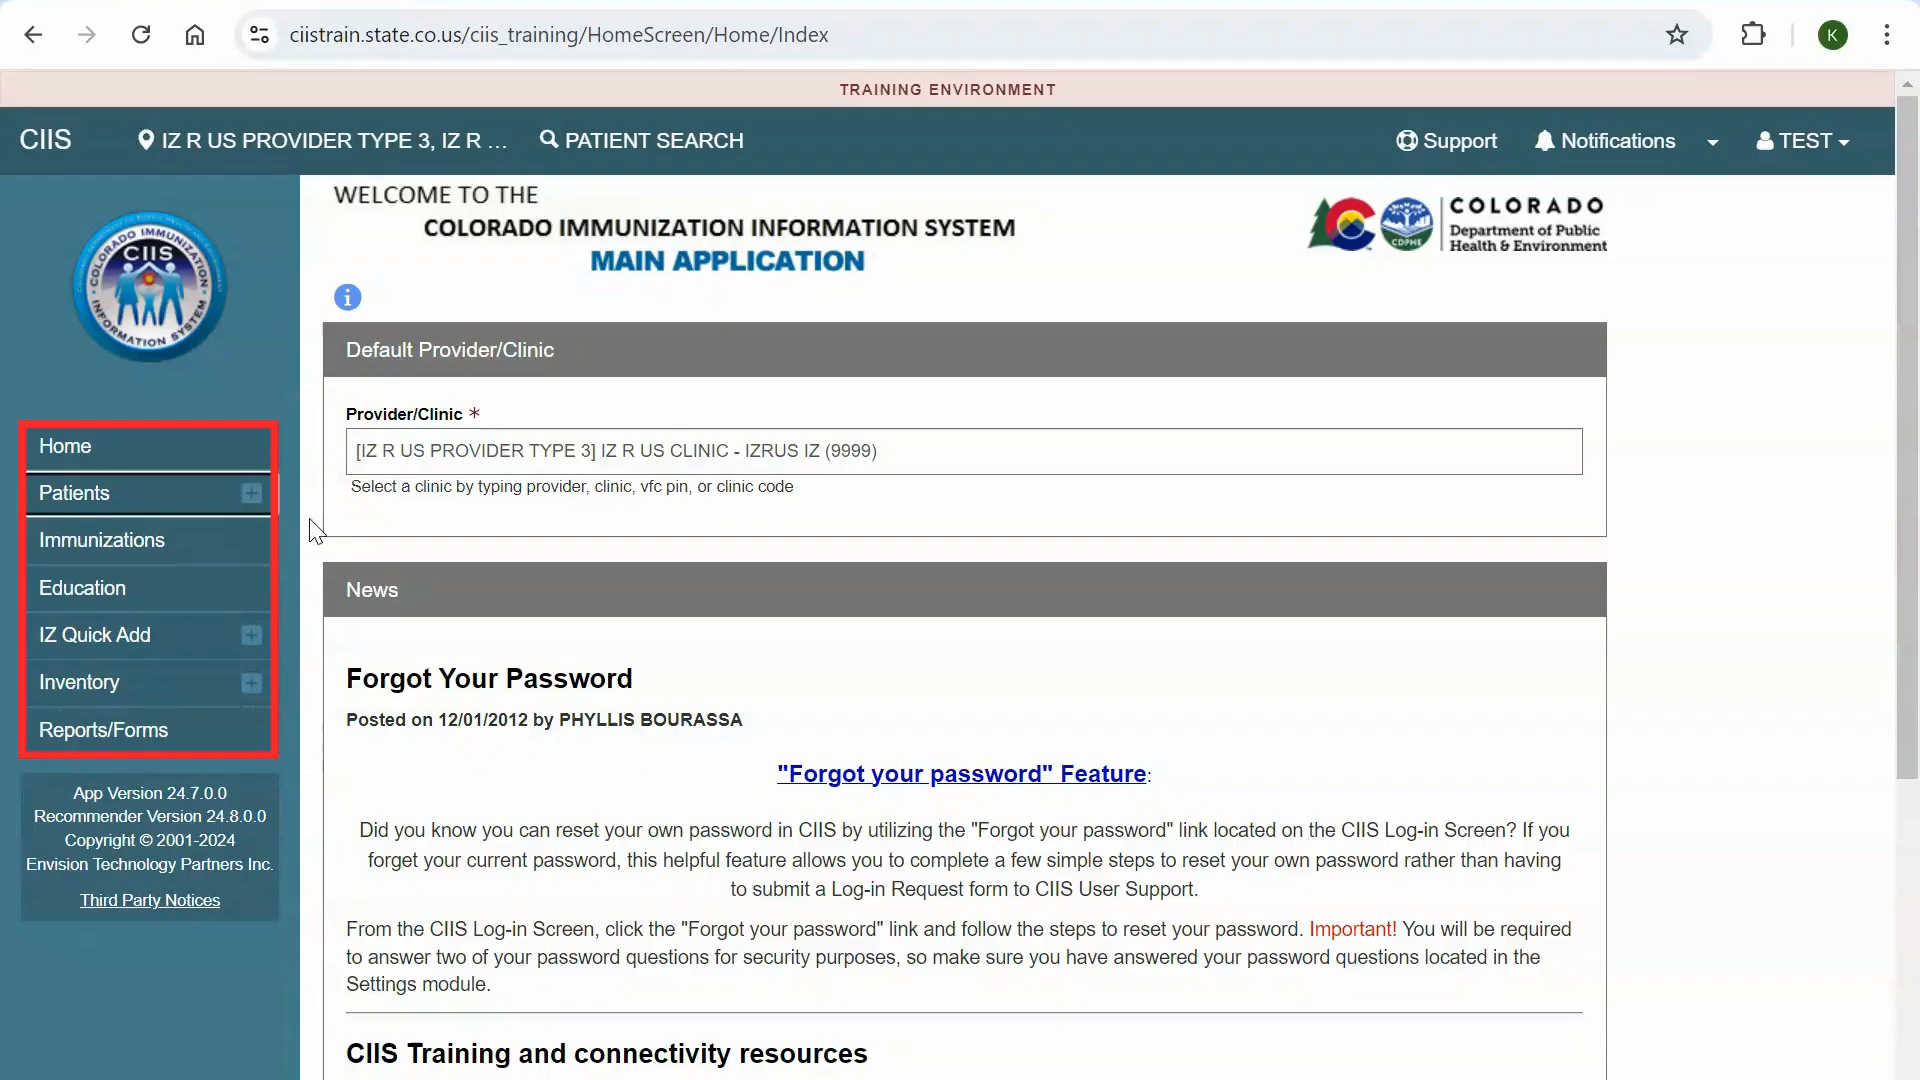 ciistrain.state.co.us/ciis_training/HomeScreen/Home/Index
K
TRAINING ENVIRONMENT
CIIS
IZ R US PROVIDER TYPE 3, IZ R ...
PATIENT SEARCH
Support
Notifications
TEST
WELCOME TO THE
COLORADO IMMUNIZATION INFORMATION SYSTEM
MAIN APPLICATION
COLORADO
Department of Public
Health & Environment
CDPHE
COLORADO IMMUNIZATION
CIIS
INFORMATION SYSTEM
Home
Patients
Immunizations
Education
IZ Quick Add
Inventory
Reports/Forms
App Version 24.7.0.0
Recommender Version 24.8.0.0
Copyright © 2001-2024
Envision Technology Partners Inc.
Third Party Notices
Default Provider/Clinic
Provider/Clinic *
[IZ R US PROVIDER TYPE 3] IZ R US CLINIC - IZRUS IZ (9999)
Select a clinic by typing provider, clinic, vfc pin, or clinic code
News
Forgot Your Password
Posted on 12/01/2012 by PHYLLIS BOURASSA
"Forgot your password" Feature:
Did you know you can reset your own password in CIIS by utilizing the "Forgot your password" link located on the CIIS Log-in Screen? If you
forget your current password, this helpful feature allows you to complete a few simple steps to reset your own password rather than having
to submit a Log-in Request form to CIIS User Support.
From the CIIS Log-in Screen, click the "Forgot your password" link and follow the steps to reset your password. Important! You will be required
to answer two of your password questions for security purposes, so make sure you have answered your password questions located in the
Settings module.
CIIS Training and connectivity resources